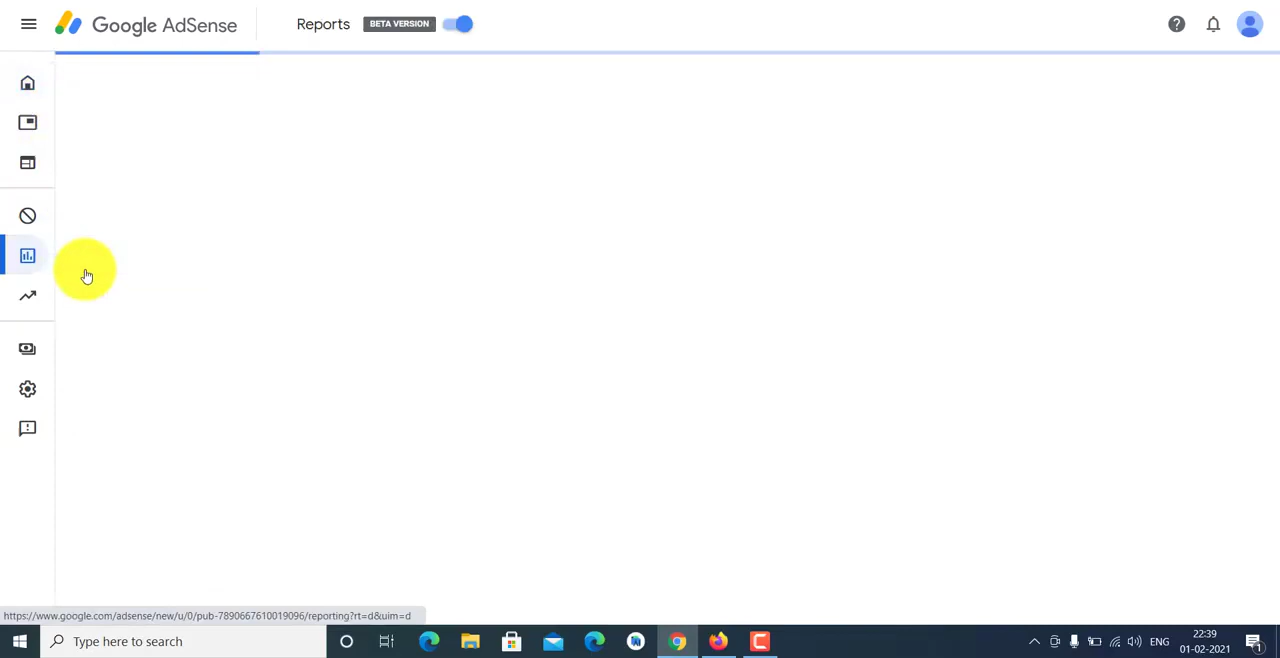 Google AdSense
Reports
BETA VERSION
https://www.google.com/adsense/new/u/0/pub-7890667610019096/reporting?rt=d&uim=d
Type here to search
ENG
22:39
01-02-2021
1